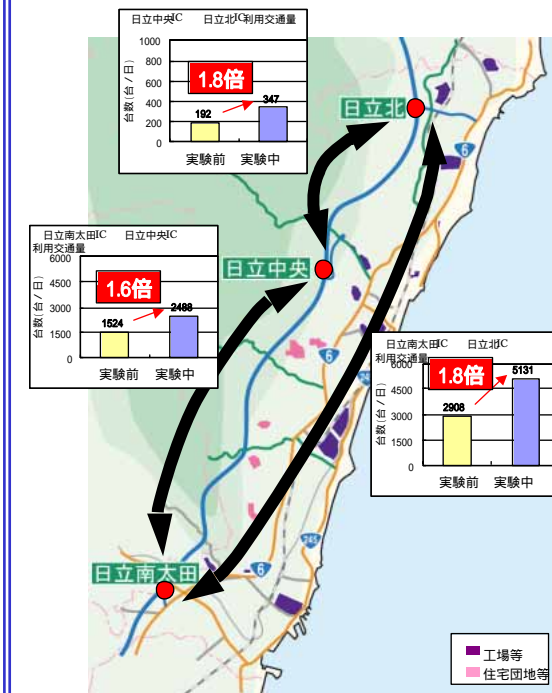 日立中央IC 日立北IC利用交通量
台数(台/日)
1000
800
600
400
200
0
1.8倍
192
347
実験前 実験中
日立北
6
日立南太田IC 日立中央IC
利用交通量
台数(台/日)
6000
4500
3000
1500
0
1.6倍
1524
2488
実験前 実験中
日立中央
6
日立南太田IC 日立北IC
利用交通量
台数(台/日)
6000
4500
3000
1500
0
1.8倍
2908
5131
実験前 実験中
245
6
日立南太田
工場等
住宅団地等